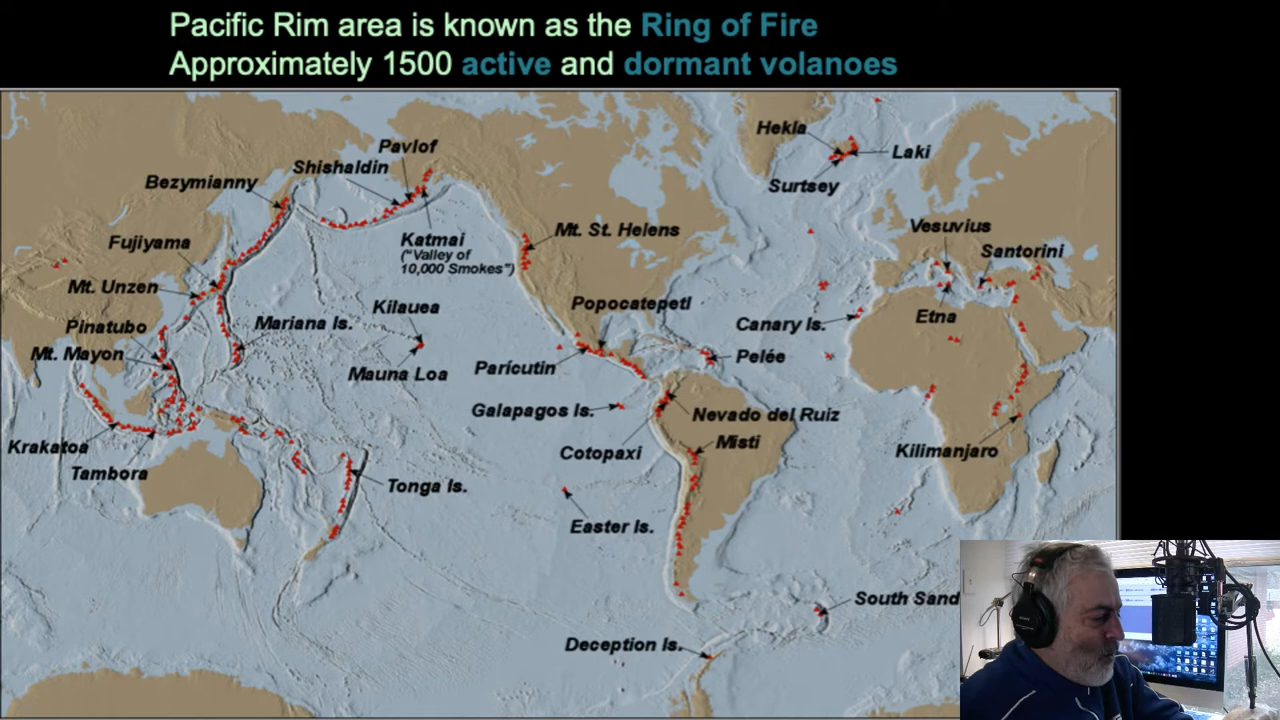 Pacific Rim area is known as the Ring of Fire
Approximately 1500 active and dormant volanoes
Hekla
Laki
Surtsey
Pavlof
Shishaldin
Bezymianny
Katmai
("Valley of
10,000 Smokes")
Mt. St. Helens
Vesuvius
Santorini
Fujiyama
Mt. Unzen
Kilauea
Popocatepetl
Etna
Canary Is.
Pinatubo
Mariana Is.
Mt. Mayon
Mauna Loa
Paricutin
Pelée
Galapagos Is.
Nevado del Ruiz
Cotopaxi
Misti
Kilimanjaro
Krakatoa
Tambora
Tonga Is.
Easter Is.
South Sand
Deception Is.